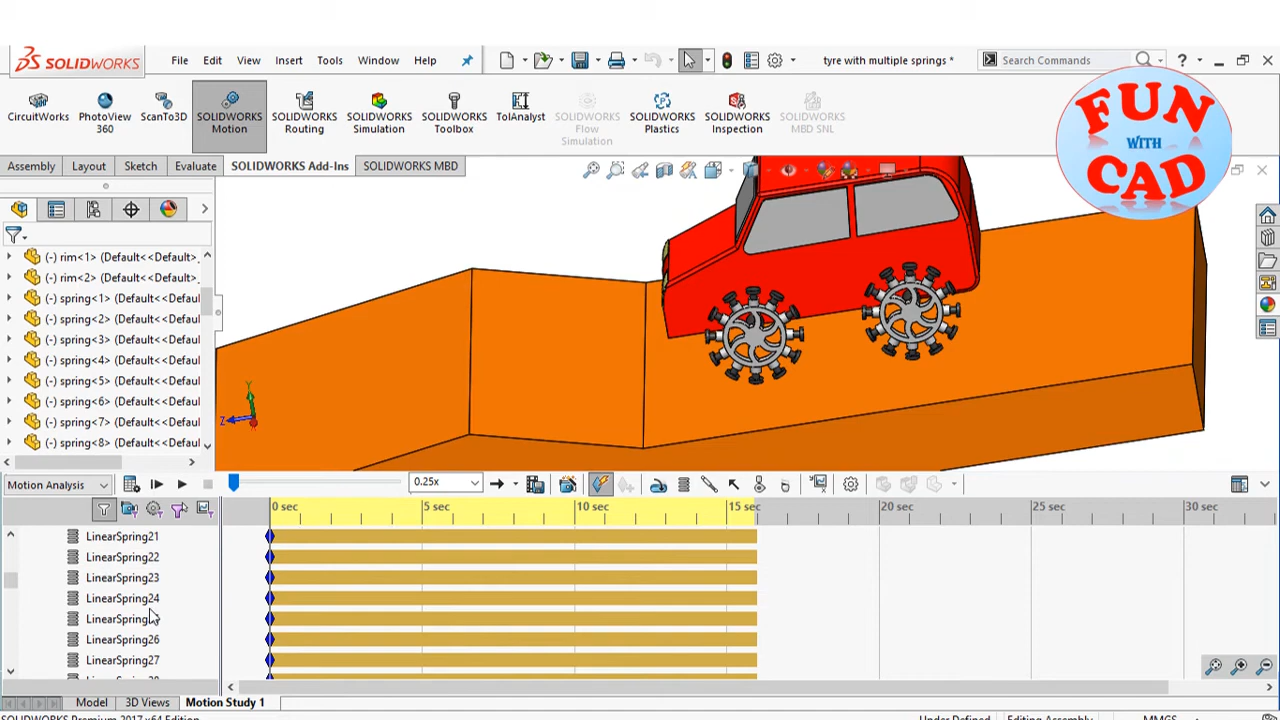 SOLIDWORKS
File Edit View Insert Tools Window Help
tyre with multiple springs *
Search Commands
CircuitWorks
PhotoView 360
ScanTo3D
SOLIDWORKS Motion
SOLIDWORKS Routing
SOLIDWORKS Simulation
SOLIDWORKS Toolbox
TolAnalyst
SOLIDWORKS Flow Simulation
SOLIDWORKS Plastics
SOLIDWORKS Inspection
SOLIDWORKS MBD SNL
FUN
WITH
CAD
Assembly Layout Sketch Evaluate SOLIDWORKS Add-Ins SOLIDWORKS MBD
(-) rim<1> (Default<<Default>
(-) rim<2> (Default<<Default>
(-) spring<1> (Default<<Defaul
(-) spring<2> (Default<<Defaul
(-) spring<3> (Default<<Defaul
(-) spring<4> (Default<<Defaul
(-) spring<5> (Default<<Defaul
(-) spring<6> (Default<<Defaul
(-) spring<7> (Default<<Defaul
(-) spring<8> (Default<<Defaul
Y
Z
Motion Analysis
0.25x
0 sec 5 sec 10 sec 15 sec 20 sec 25 sec 30 sec
LinearSpring21
LinearSpring22
LinearSpring23
LinearSpring24
LinearSpring
LinearSpring26
LinearSpring27
Model 3D Views Motion Study 1
SOLIDWORKS Premium 2017 x64 Edition
Under Defined Editing Assembly MMGS